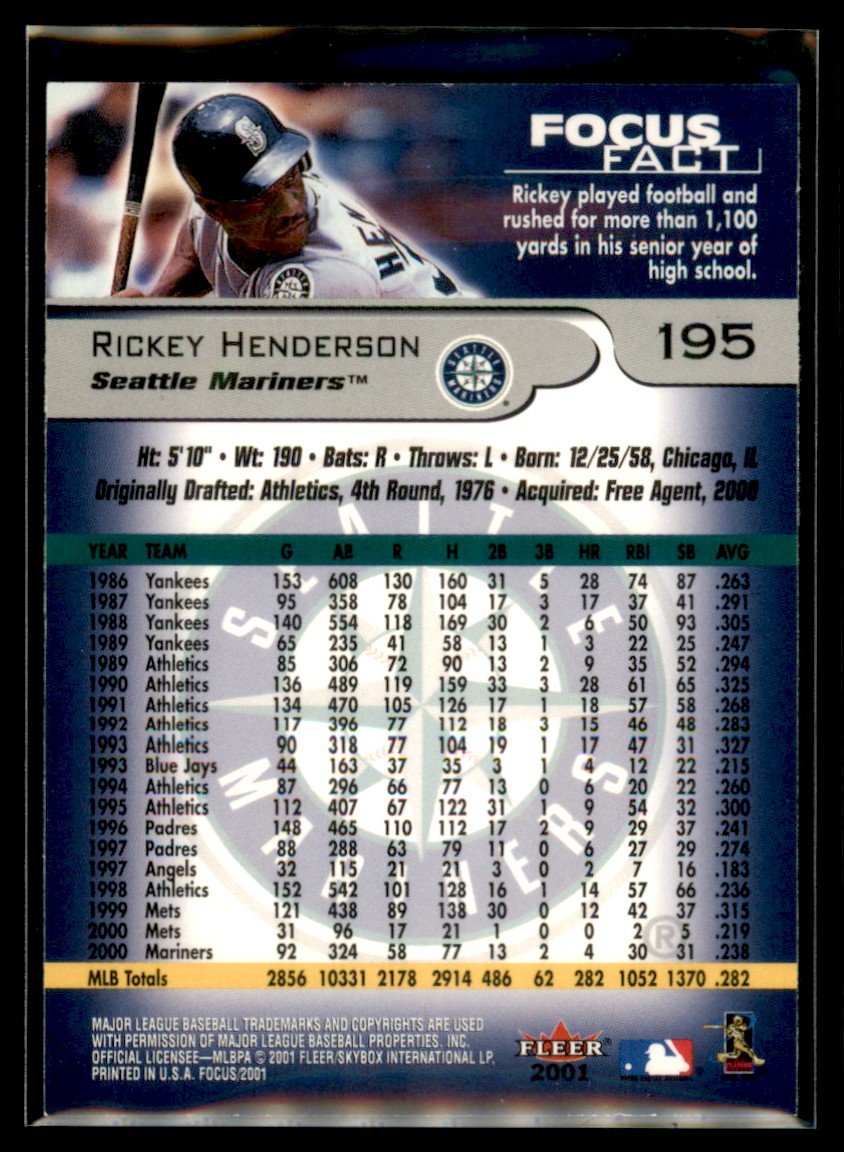 FOCUS
FACT
Rickey played football and
rushed for more than 1,100
yards in his senior year of
high school.
HEN
RICKEY HENDERSON
195
Seattle Mariners™
SEATTLE
MARINERS
Ht: 5'10" • Wt: 190 • Bats: R • Throws: L • Born: 12/25/58, Chicago, IL
Originally Drafted: Athletics, 4th Round, 1976 • Acquired: Free Agent, 2000
YEAR TEAM G AB R H 2B 3B HR RBI SB AVG
1986 Yankees 153 608 130 160 31 5 28 74 87 .263
1987 Yankees 95 358 78 104 17 3 17 37 41 .291
1988 Yankees 140 554 118 169 30 2 6 50 93 .305
1989 Yankees 65 235 41 58 13 1 3 22 25 .247
1989 Athletics 85 306 72 90 13 2 9 35 52 .294
1990 Athletics 136 489 119 159 33 3 28 61 65 .325
1991 Athletics 134 470 105 126 17 1 18 57 58 .268
1992 Athletics 117 396 77 112 18 3 15 46 48 .283
1993 Athletics 90 318 77 104 19 1 17 47 31 .327
1993 Blue Jays 44 163 37 35 3 1 4 12 22 .215
1994 Athletics 87 296 66 77 13 0 6 20 22 .260
1995 Athletics 112 407 67 122 31 1 9 54 32 .300
1996 Padres 148 465 110 112 17 2 9 29 37 .241
1997 Padres 88 288 63 79 11 0 6 27 29 .274
1997 Angels 32 115 21 21 3 0 2 7 16 .183
1998 Athletics 152 542 101 128 16 1 14 57 66 .236
1999 Mets 121 438 89 138 30 0 12 42 37 .315
2000 Mets 31 96 17 21 1 0 0 2 5 .219
2000 Mariners 92 324 58 77 13 2 4 30 31 .238
MLB Totals 2856 10331 2178 2914 486 62 282 1052 1370 .282
SEATTLE
MARINERS
®
MAJOR LEAGUE BASEBALL TRADEMARKS AND COPYRIGHTS ARE USED
WITH PERMISSION OF MAJOR LEAGUE BASEBALL PROPERTIES, INC.
OFFICIAL LICENSEE—MLBPA © 2001 FLEER/SKYBOX INTERNATIONAL LP.
PRINTED IN U.S.A. FOCUS/2001
FLEER®
2001